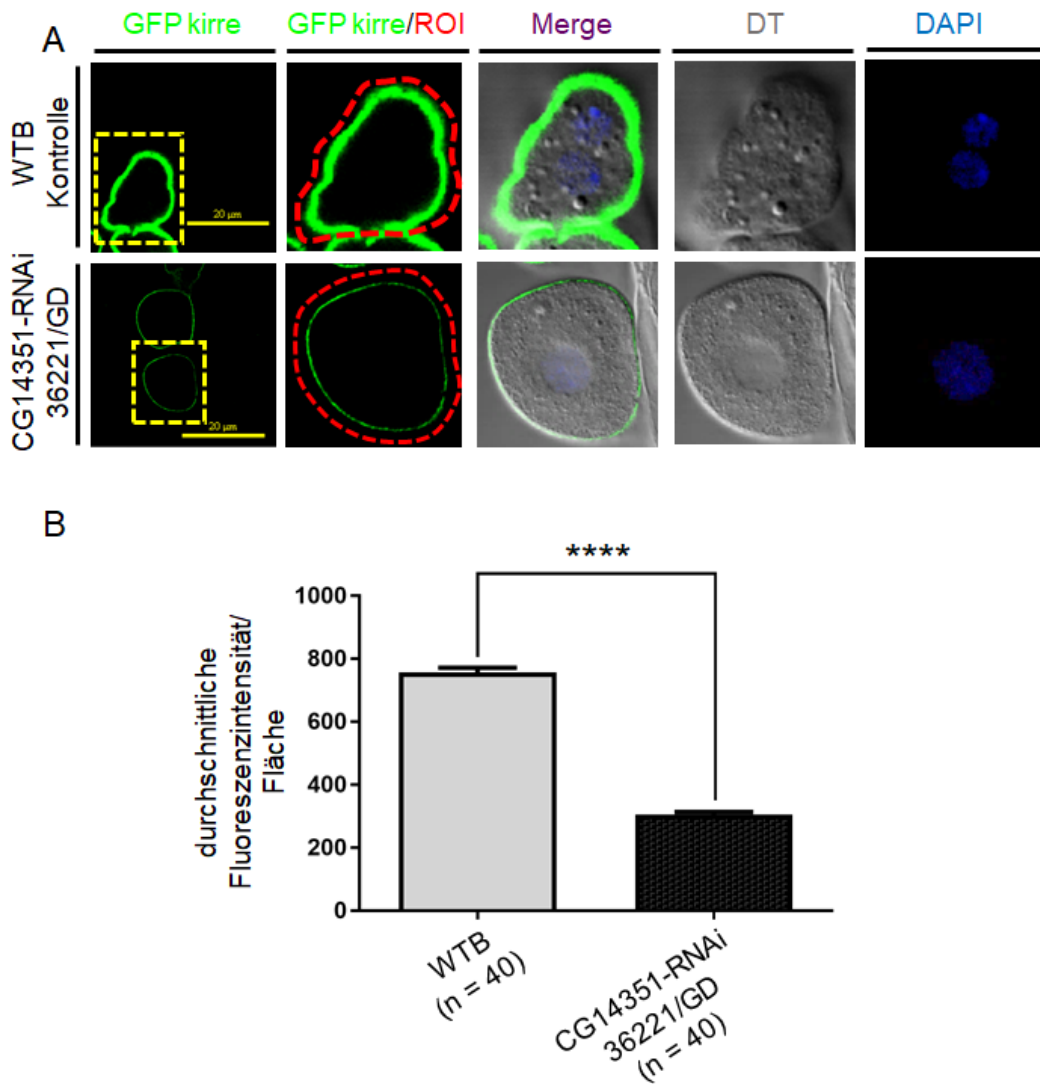 A
GFP kirre
GFP kirre/ROI
Merge
DT
DAPI
WTB
Kontrolle
20 µm
CG14351-RNAi
36221/GD
20 µm
B
****
durchschnittliche
Fluoreszenzintensität/
Fläche
1000
800
600
400
200
0
WTB
(n = 40)
CG14351-RNAi
36221/GD
(n = 40)